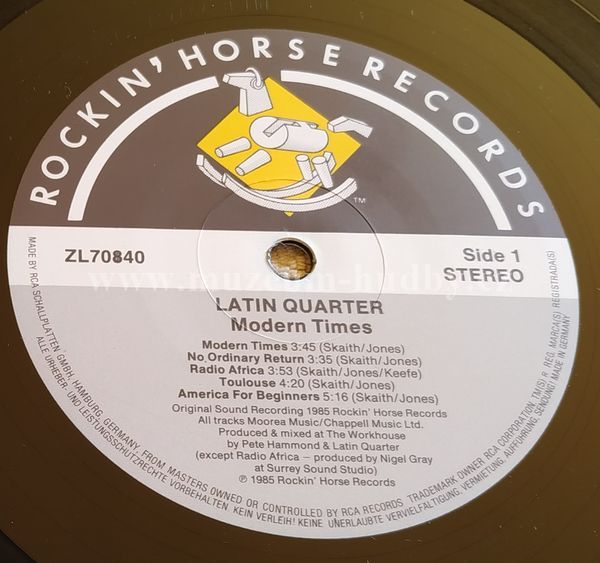 ROCKIN' HORSE RECORDS
TM
ZL70840
Side 1
STEREO
LATIN QUARTER
Modern Times
Modern Times 3:45 (Skaith/Jones)
No Ordinary Return 3:35 (Skaith/Jones)
Radio Africa 3:53 (Skaith/Jones/Keefe)
Toulouse 4:20 (Skaith/Jones)
America For Beginners 5:16 (Skaith/Jones)
Original Sound Recording 1985 Rockin' Horse Records
All tracks Moorea Music/Chappell Music Ltd.
Produced & mixed at The Workhouse
by Pete Hammond & Latin Quarter
(except Radio Africa – produced by Nigel Gray
at Surrey Sound Studio)
℗ 1985 Rockin' Horse Records
MADE BY RCA SCHALLPLATTEN GMBH, HAMBURG, GERMANY, FROM MASTERS OWNED OR CONTROLLED BY RCA RECORDS TRADEMARK OWNER RCA CORPORATION, TM(S) R REG. MARCA(S) REGISTRADA(S)
ALLE URHEBER- UND LEISTUNGSSCHUTZRECHTE VORBEHALTEN KEIN VERLEIH! KEINE UNERLAUBTE VERVIELFÄLTIGUNG, VERMIETUNG, AUFFÜHRUNG, SENDUNG! MADE IN GERMANY